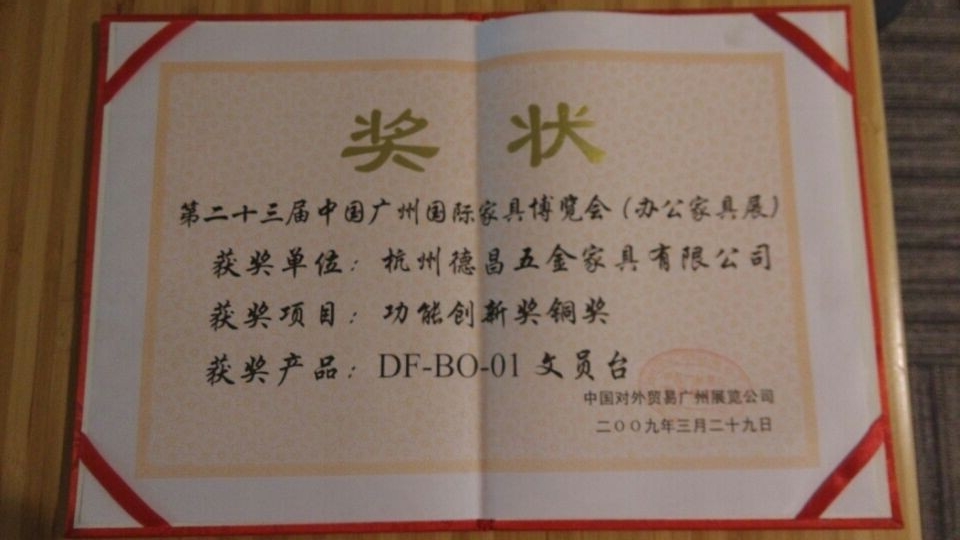 奖状
第二十三届中国广州国际家具博览会(办公家具展)
获奖单位：杭州德昌五金家具有限公司
获奖项目：功能创新奖铜奖
获奖产品：DF-BO-01 文员台
中国对外贸易广州展览公司
二〇〇九年三月二十九日